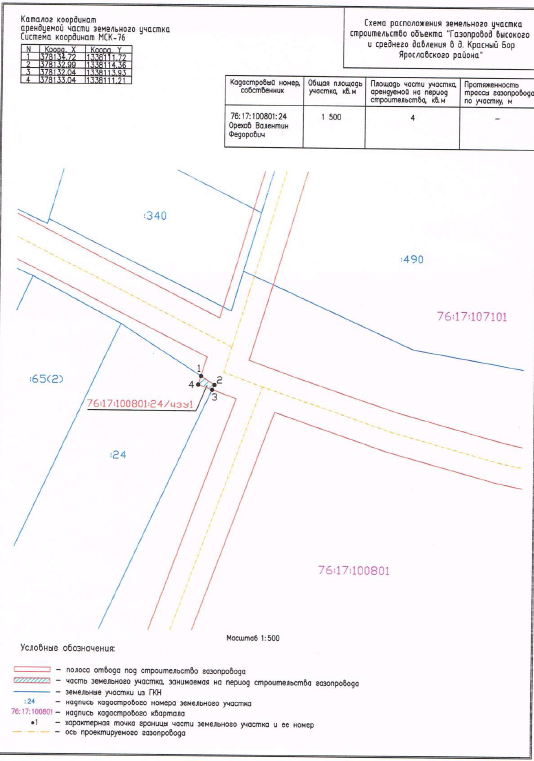 Каталог координат
арендуемой части земельного участка
Система координат МСК-76
N Коорд. X Коорд. Y
1 378134.72 1338111.72
2 378132.99 1338114.36
3 378132.04 1338113.93
4 378133.04 1338111.21
Схема расположения земельного участка
строительство объекта "Газопровод высокого
и среднего давления в д. Красный Бор
Ярославского района"
Кадастровый номер, собственник
Общая площадь участка, кв.м
Площадь части участка, арендуемой на период строительства, кв.м
Протяженность трассы газопровода по участку, м
76:17:100801:24
Орехов Валентин
Федорович
1 500
4
–
:340
:490
76:17:107101
:65(2)
1
2
4
3
76:17:100801:24/чзу1
:24
76:17:100801
Масштаб 1:500
Условные обозначения:
– полоса отвода под строительство газопровода
– часть земельного участка, занимаемая на период строительства газопровода
– земельные участки из ГКН
:24 – надпись кадастрового номера земельного участка
76:17:100801 – надпись кадастрового квартала
1 – характерная точка границы части земельного участка и ее номер
– ось проектируемого газопровода